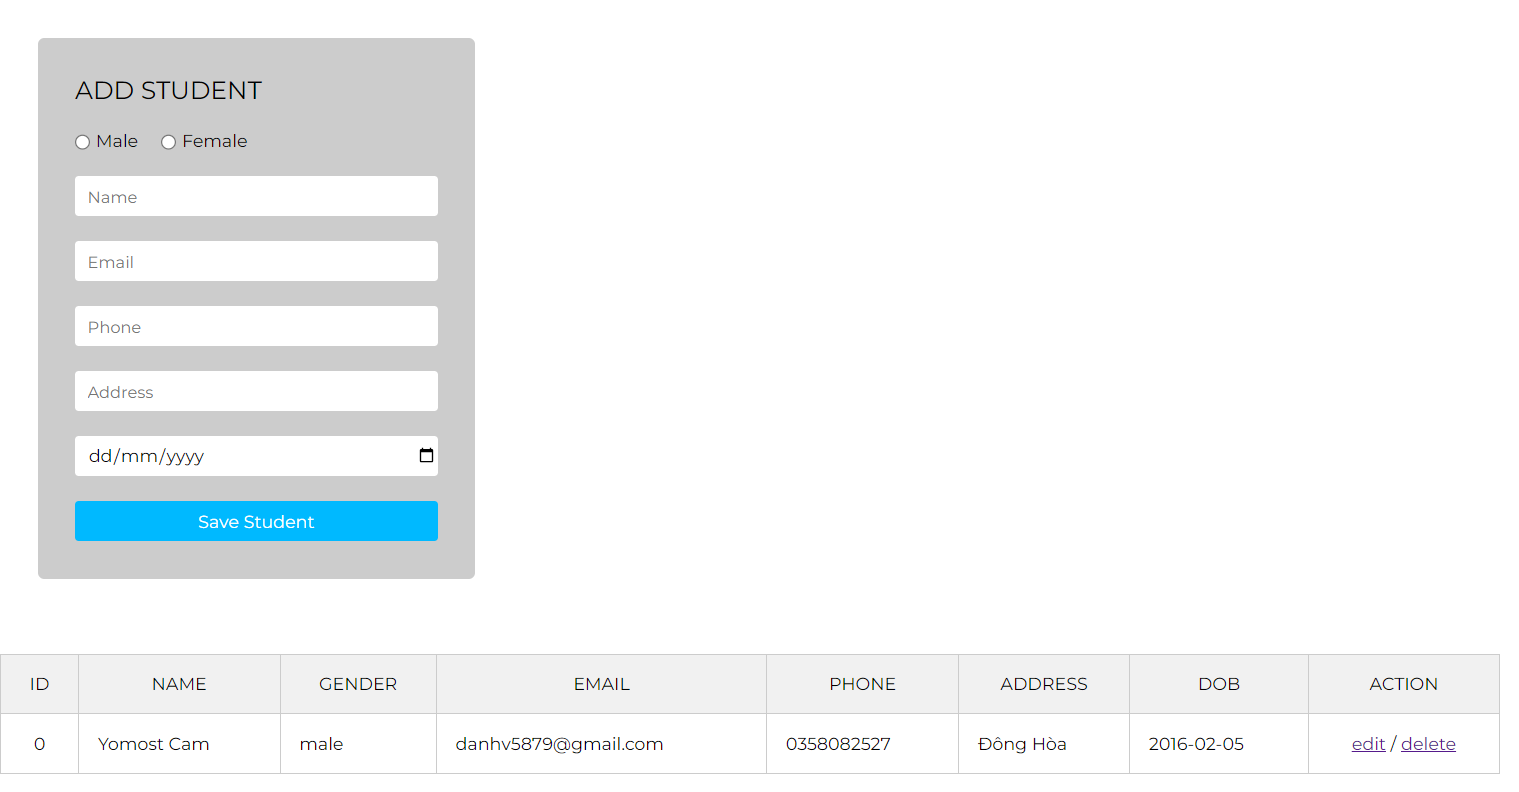 ADD STUDENT
Male Female
Name
Email
Phone
Address
dd/mm/yyyy
Save Student
ID NAME GENDER EMAIL PHONE ADDRESS DOB ACTION
0 Yomost Cam male danhv5879@gmail.com 0358082527 Đông Hòa 2016-02-05 edit / delete